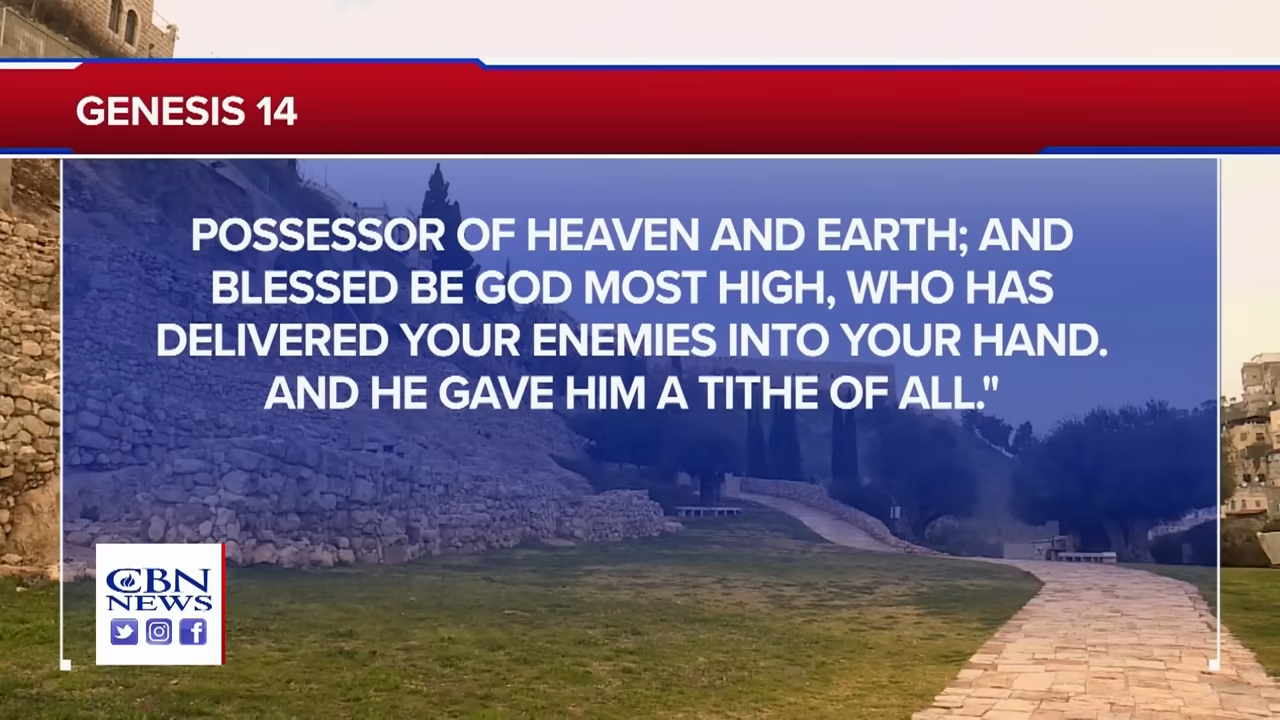 GENESIS 14
POSSESSOR OF HEAVEN AND EARTH; AND
BLESSED BE GOD MOST HIGH, WHO HAS
DELIVERED YOUR ENEMIES INTO YOUR HAND.
AND HE GAVE HIM A TITHE OF ALL."
CBN
NEWS